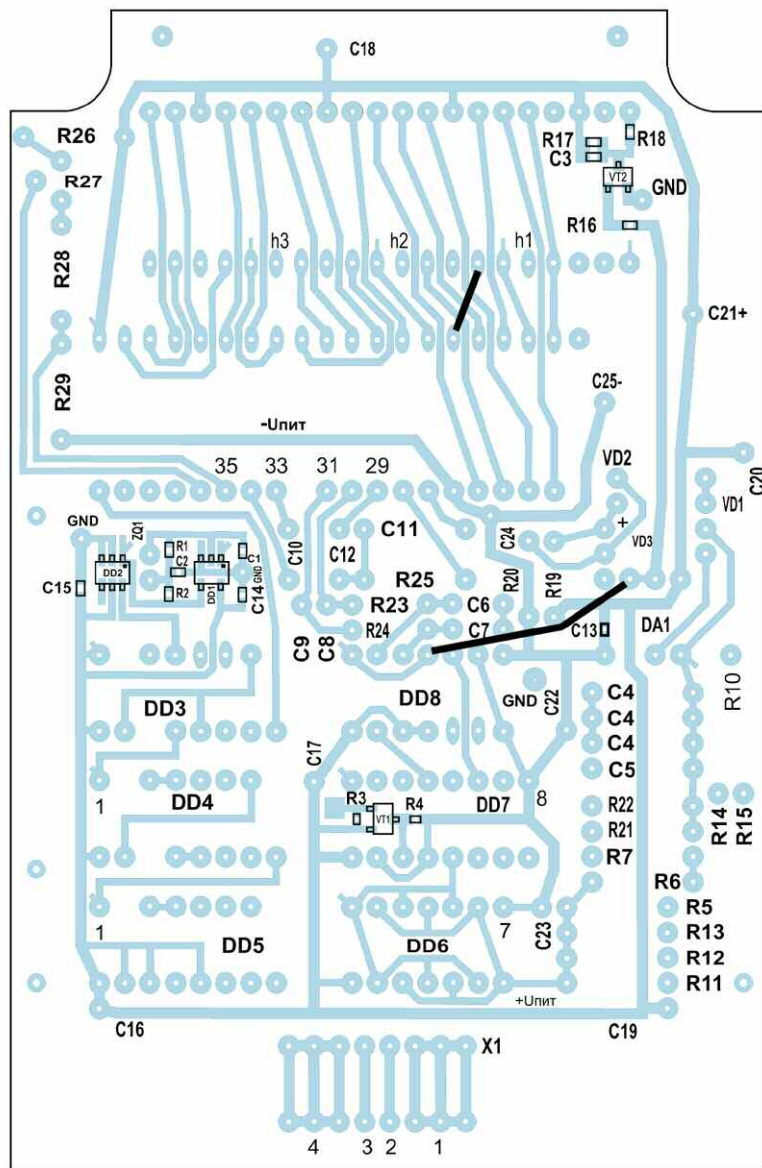 C18
R26
R17
R18
C3
VT2
R27
GND
R16
h3
h2
h1
R28
C21+
C25-
R29
-Uпит
35
33
31
29
VD2
C20
VD1
GND
ZQ1
C10
C11
C24
+
VD3
R1
C1
C12
C2
DD2
DD1
GND
C15
R2
C14
R25
R20
R19
R23
C6
R24
C7
C13
DA1
C9
C8
R10
DD3
DD8
GND
C22
C4
C4
C4
C17
C5
1
DD4
DD7
8
R3
R4
VT1
R22
R14
R15
R21
R7
R6
1
R5
DD5
DD6
7
C23
R13
R12
R11
+Uпит
C16
C19
X1
4
3
2
1